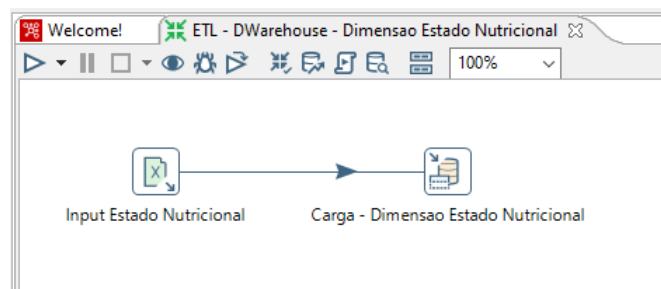 Welcome!
ETL - DWarehouse - Dimensao Estado Nutricional
100%
Input Estado Nutricional
Carga - Dimensao Estado Nutricional